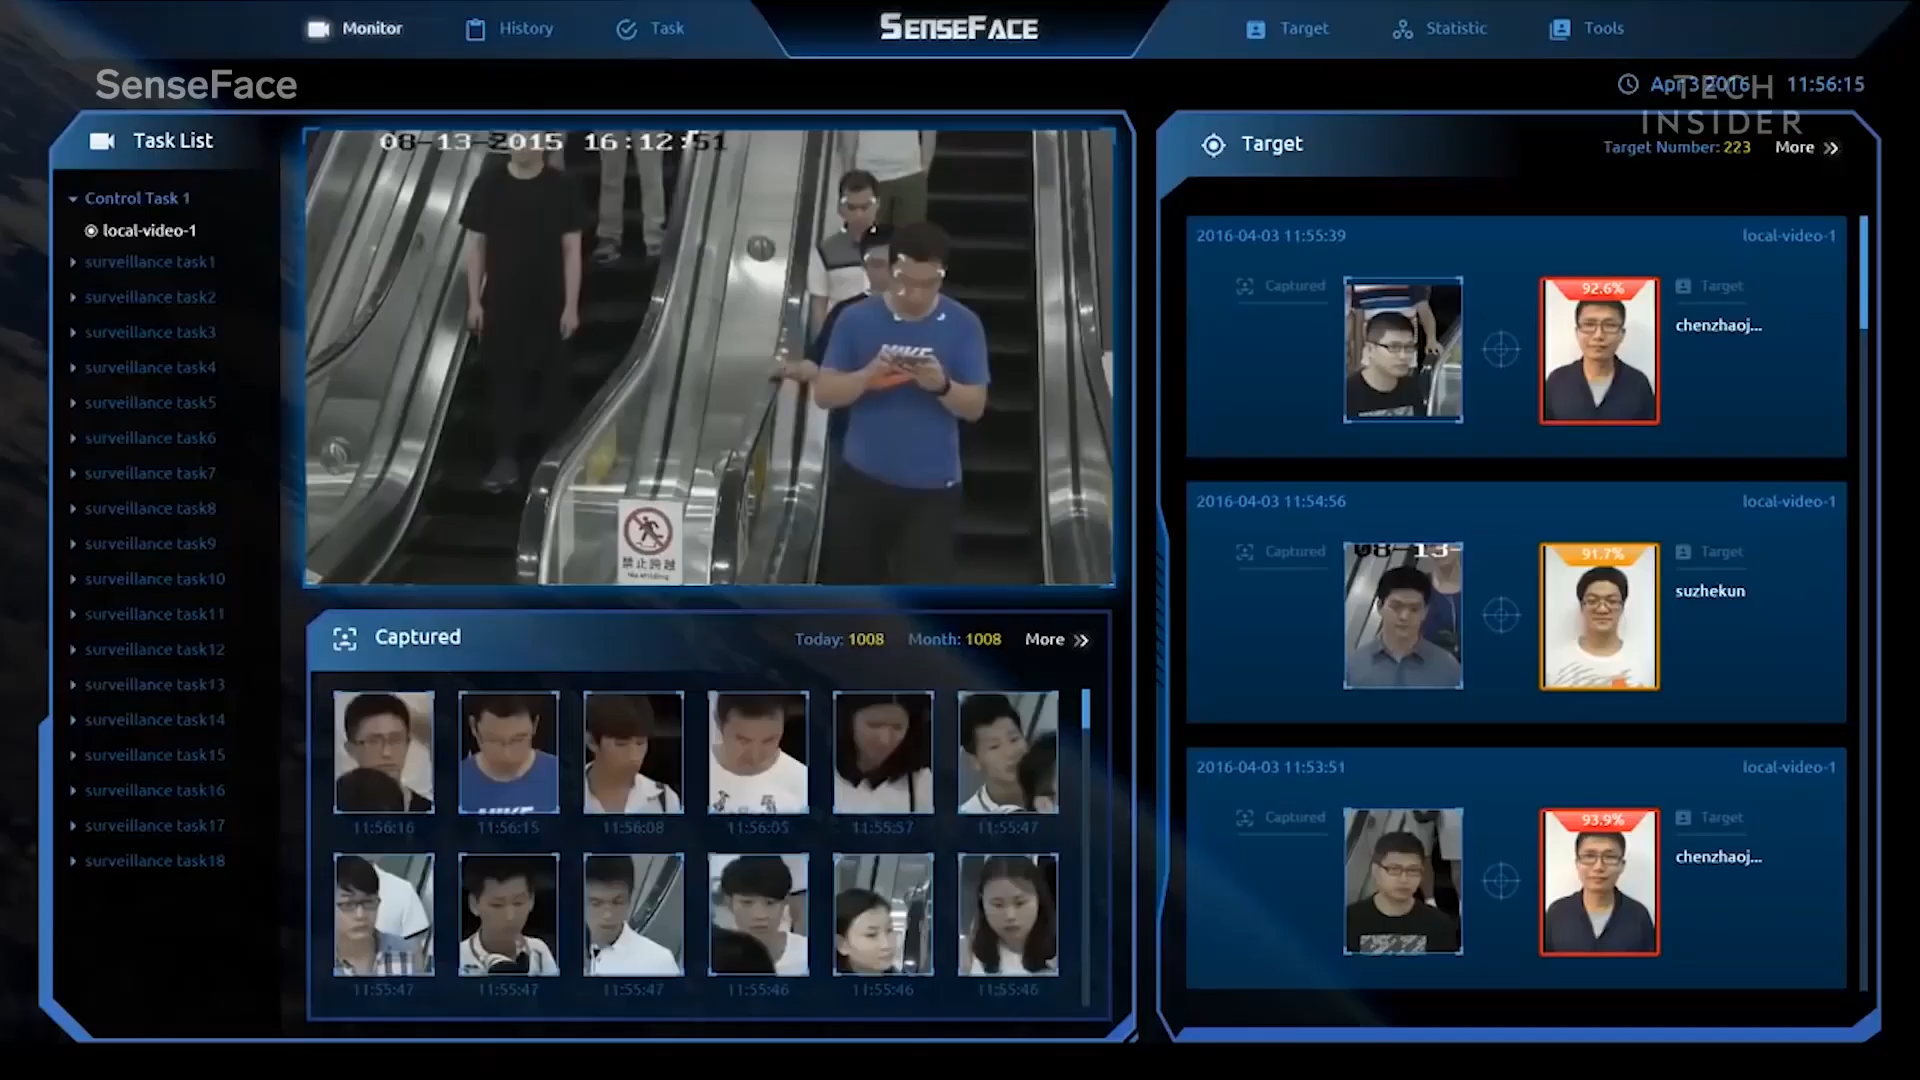 Monitor
History
Task
SENSEFACE
Target
Statistic
Tools
SenseFace
Apr 3 2016 11:56:15
TECH
INSIDER
Task List
Control Task 1
local-video-1
surveillance task1
surveillance task2
surveillance task3
surveillance task4
surveillance task5
surveillance task6
surveillance task7
surveillance task8
surveillance task9
surveillance task10
surveillance task11
surveillance task12
surveillance task13
surveillance task14
surveillance task15
surveillance task16
surveillance task17
surveillance task18
08-13-2015 16:12:51
NIKE
禁止跨越
No striding
Captured
Today: 1008 Month: 1008 More
11:56:16
11:56:15
11:56:08
11:56:05
11:55:57
11:55:47
11:55:47
11:55:47
11:55:47
11:55:46
11:55:46
11:55:46
Target
Target Number: 223 More
2016-04-03 11:55:39
local-video-1
Captured
92.6%
Target
chenzhaoj...
2016-04-03 11:54:56
local-video-1
Captured
08-13-
91.7%
Target
suzhekun
2016-04-03 11:53:51
local-video-1
Captured
93.9%
Target
chenzhaoj...